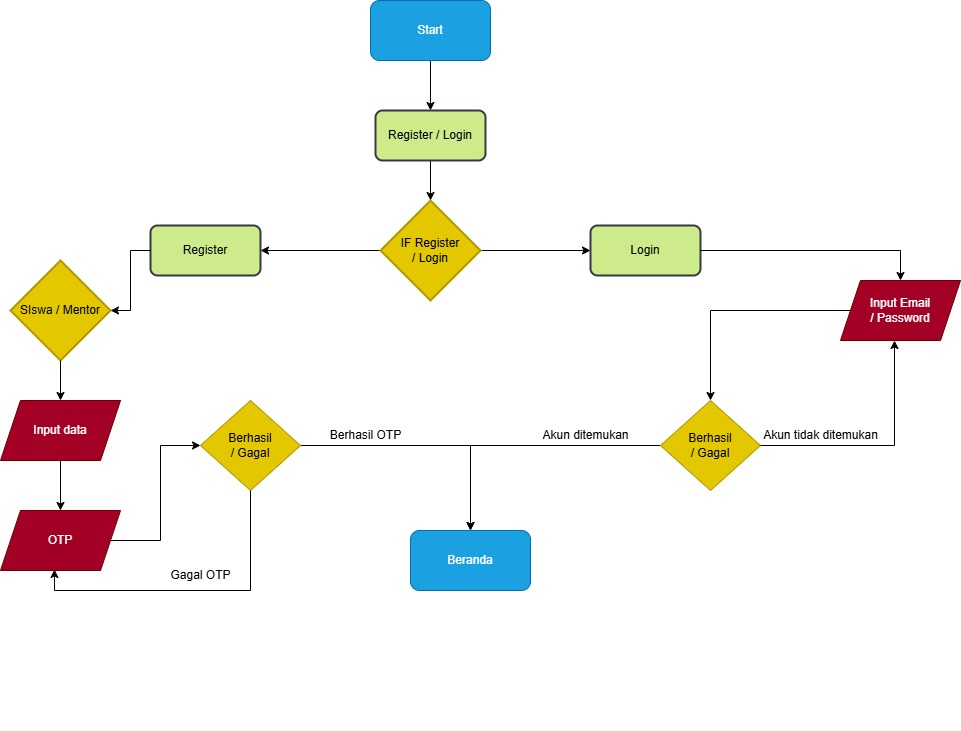 Start
Register / Login
IF Register
/ Login
Register
Login
SIswa / Mentor
Input Email
/ Password
Input data
Berhasil
/ Gagal
Berhasil OTP
Akun ditemukan
Berhasil
/ Gagal
Akun tidak ditemukan
OTP
Gagal OTP
Beranda